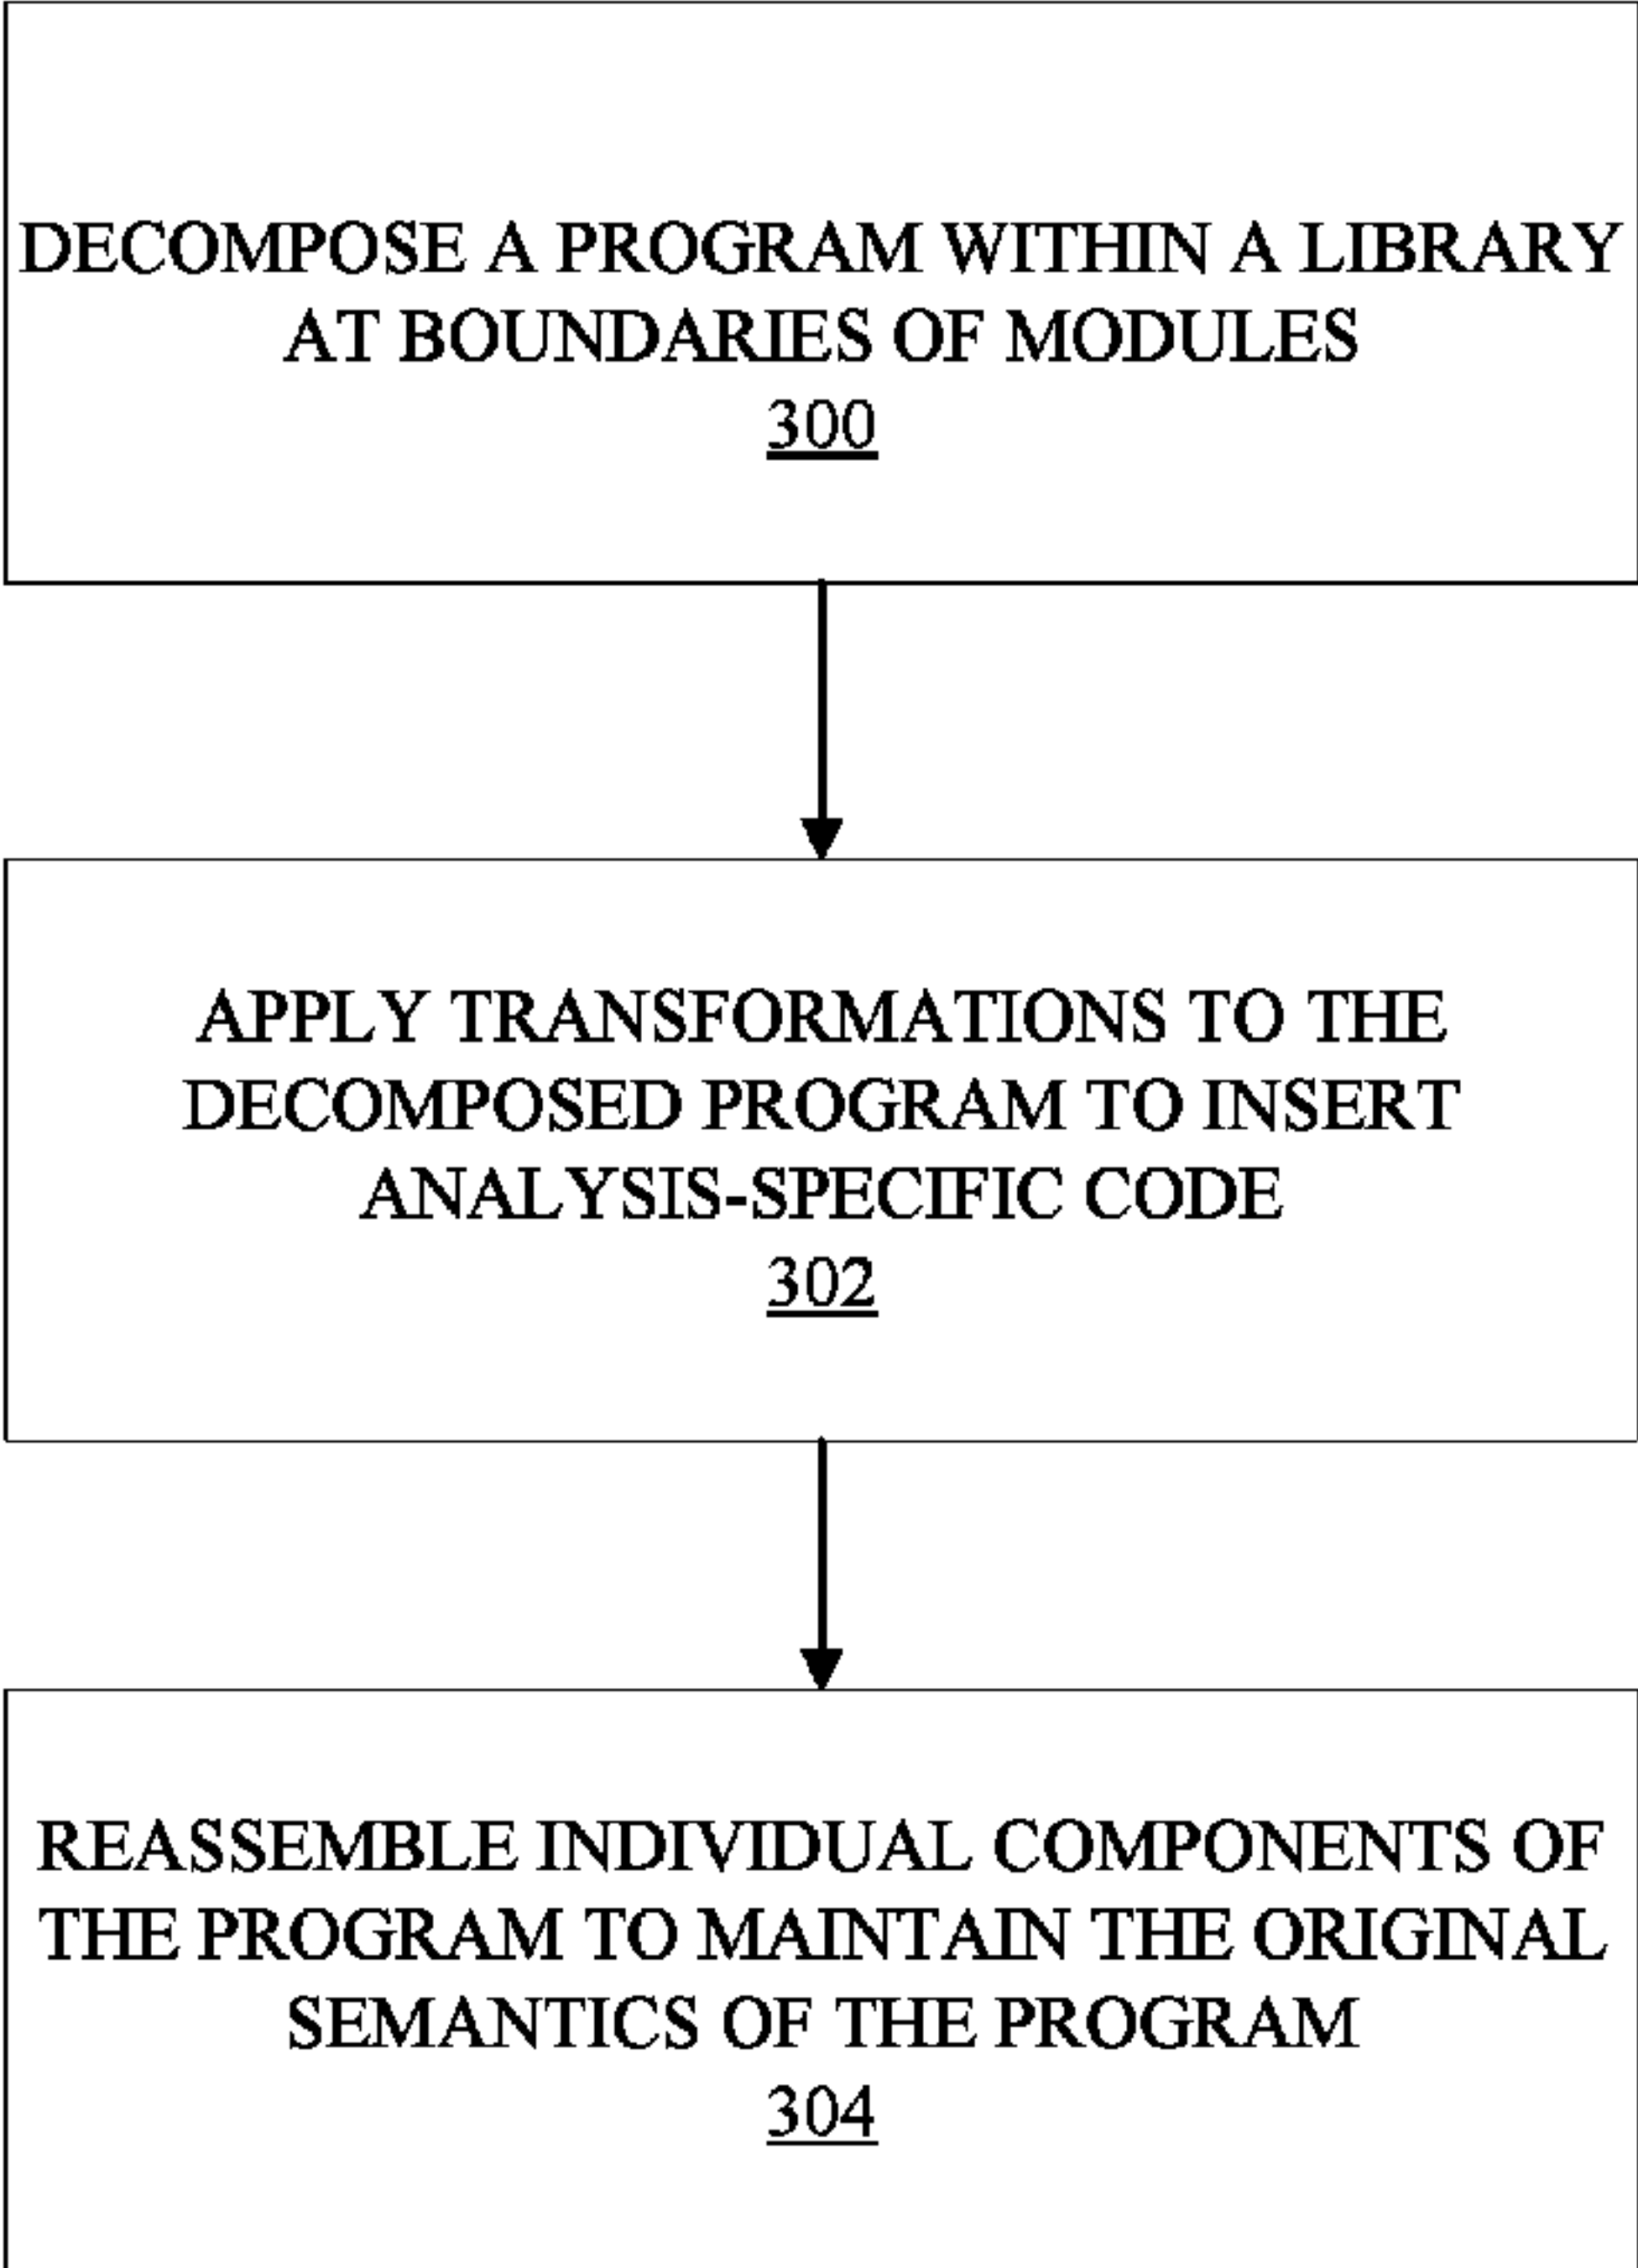 DECOMPOSE A PROGRAM WITHIN A LIBRARY
AT BOUNDARIES OF MODULES
300
APPLY TRANSFORMATIONS TO THE
DECOMPOSED PROGRAM TO INSERT
ANALYSIS-SPECIFIC CODE
302
REASSEMBLE INDIVIDUAL COMPONENTS OF
THE PROGRAM TO MAINTAIN THE ORIGINAL
SEMANTICS OF THE PROGRAM
304